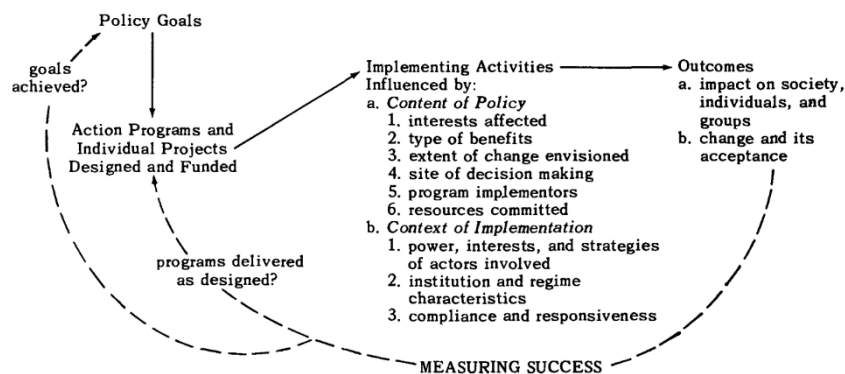 Policy Goals
goals
achieved?
Action Programs and
Individual Projects
Designed and Funded
programs delivered
as designed?
Implementing Activities
Influenced by:
a. Content of Policy
1. interests affected
2. type of benefits
3. extent of change envisioned
4. site of decision making
5. program implementors
6. resources committed
b. Context of Implementation
1. power, interests, and strategies
of actors involved
2. institution and regime
characteristics
3. compliance and responsiveness
Outcomes
a. impact on society,
individuals, and
groups
b. change and its
acceptance
MEASURING SUCCESS